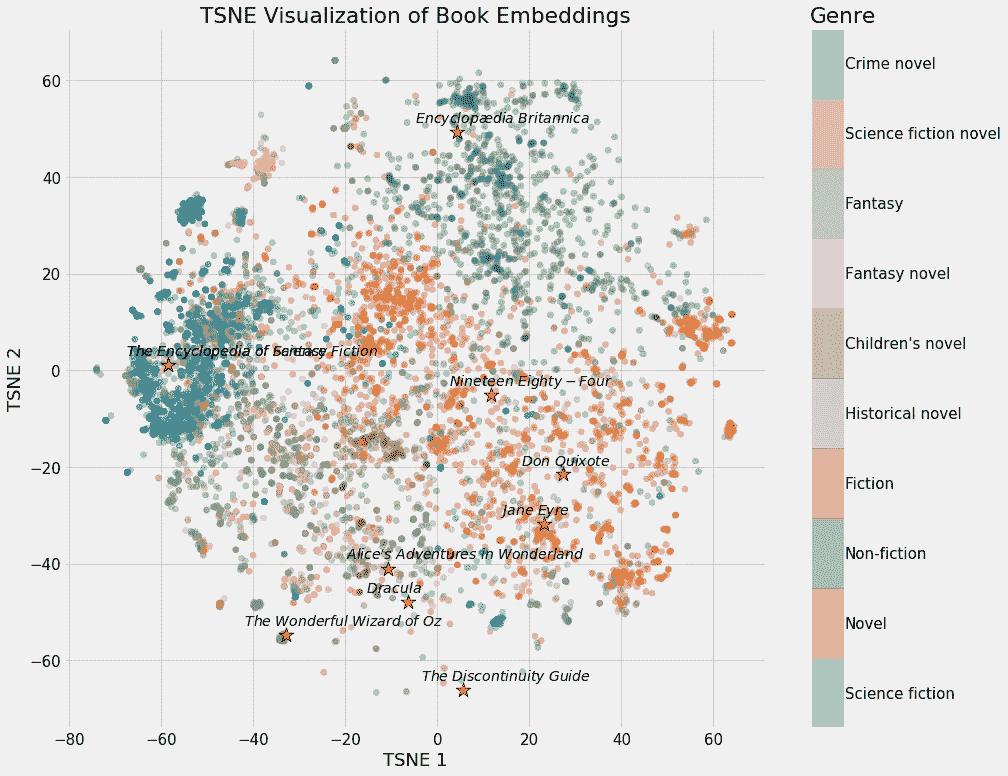 TSNE Visualization of Book Embeddings
Genre
60
40
20
0
−20
−40
−60
TSNE 2
−80
−60
−40
−20
0
20
40
60
TSNE 1
Encyclopædia Britannica
The Encyclopedia of Science Fiction
Nineteen Eighty − Four
Don Quixote
Jane Eyre
Alice's Adventures in Wonderland
Dracula
The Wonderful Wizard of Oz
The Discontinuity Guide
Crime novel
Science fiction novel
Fantasy
Fantasy novel
Children's novel
Historical novel
Fiction
Non-fiction
Novel
Science fiction